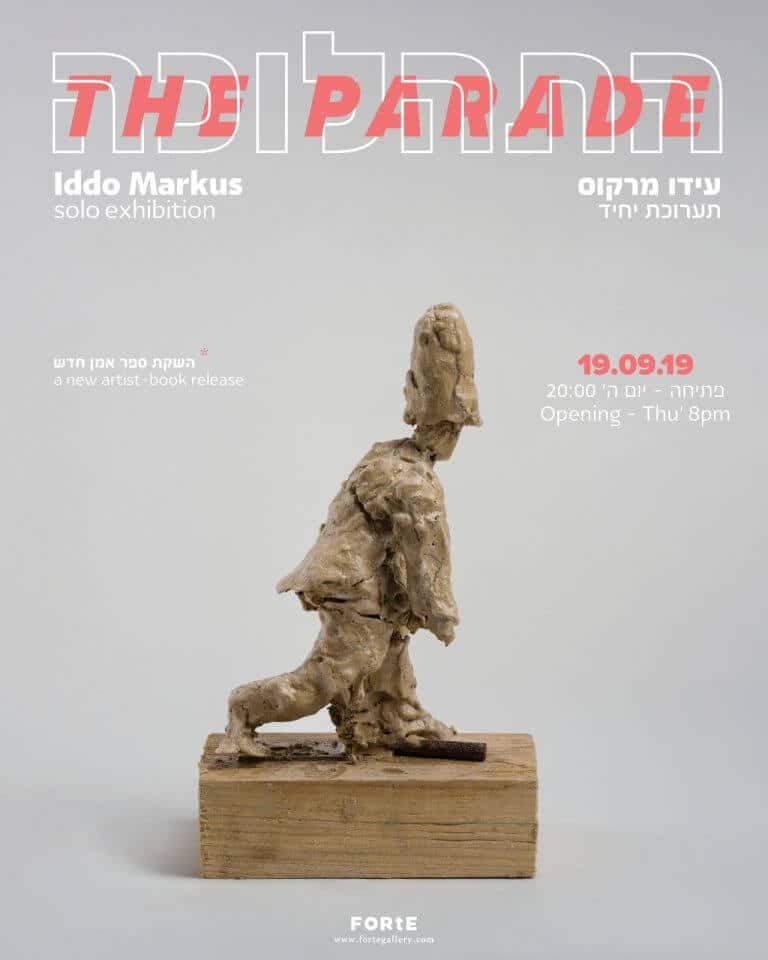 התהלוכה
THE PARADE
Iddo Markus
solo exhibition
עידו מרקוס
תערוכת יחיד
השקת ספר אמן חדש *
a new artist-book release
19.09.19
פתיחה - יום ה' 20:00
Opening - Thu' 8pm
FORtE
www.fortegallery.com